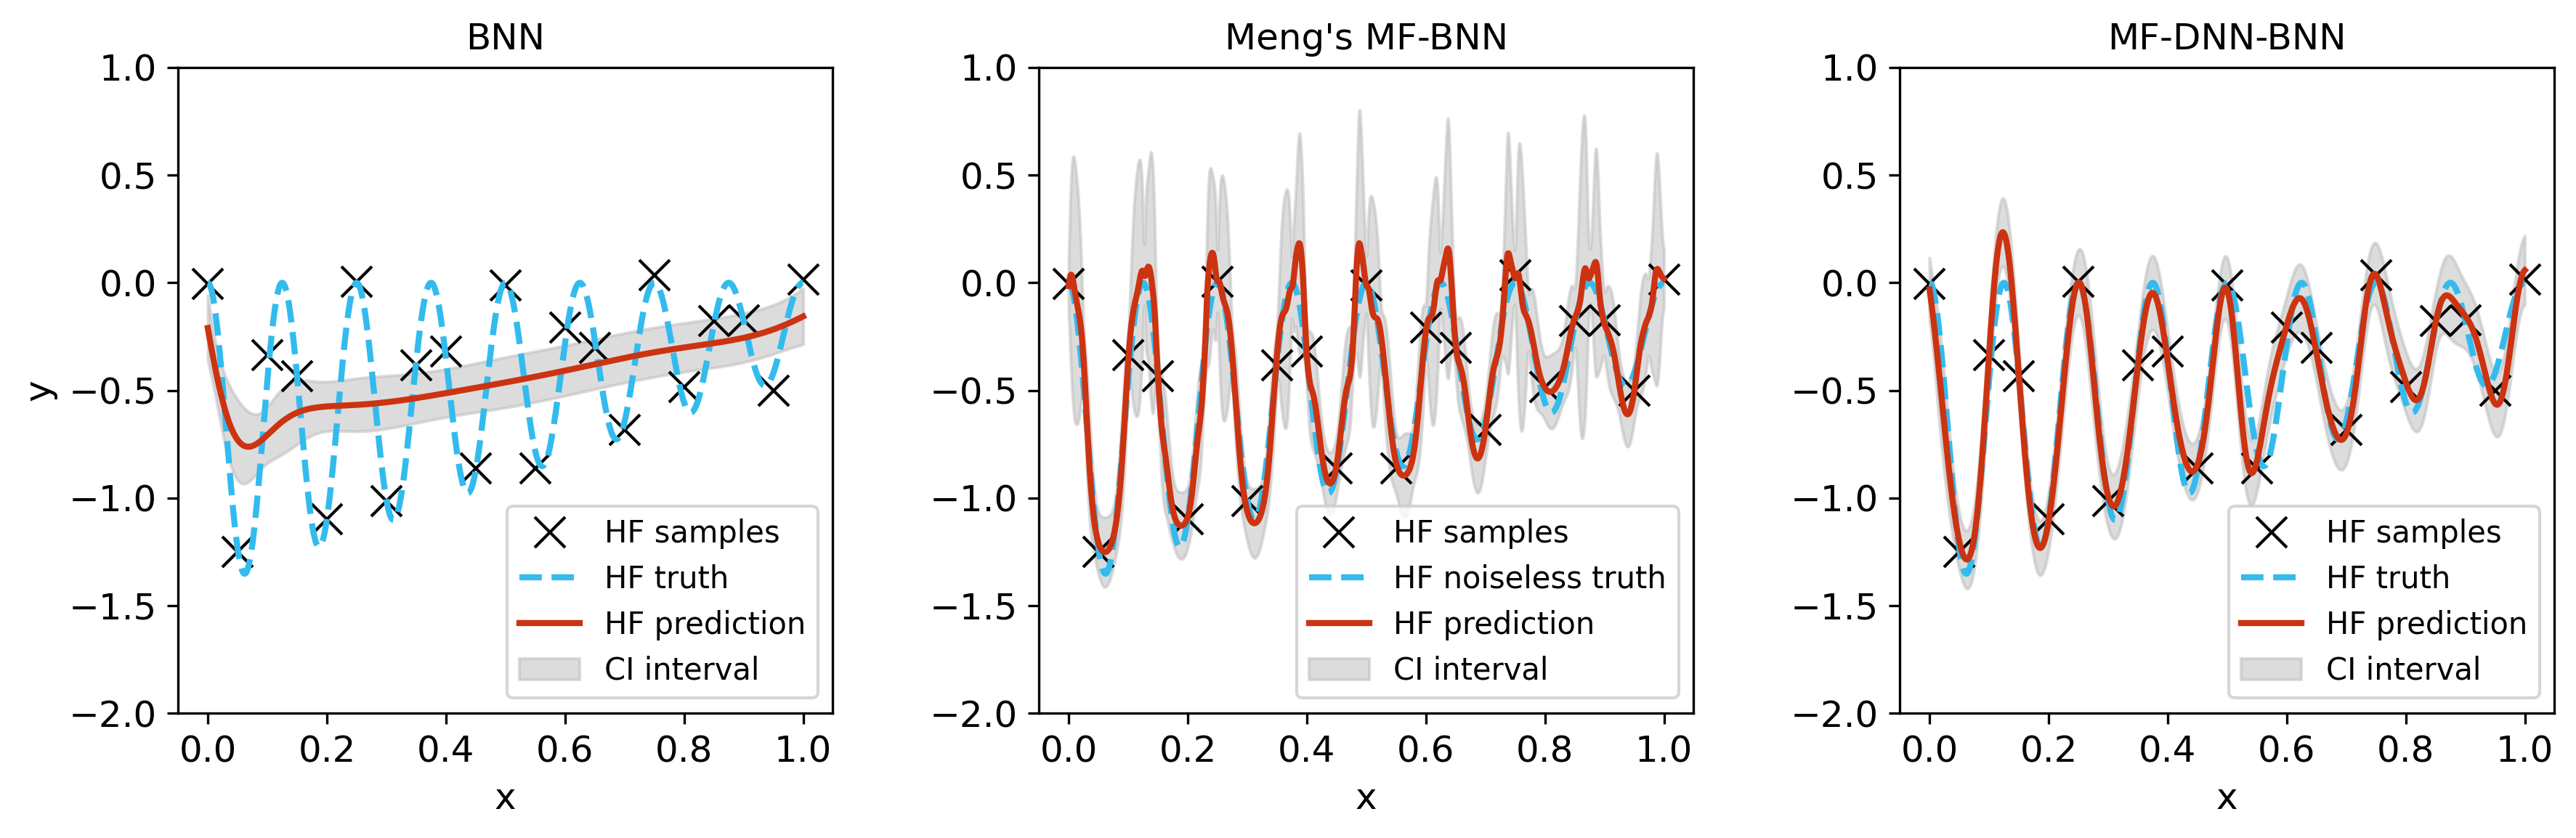 BNN
1.0
0.5
0.0
−0.5
−1.0
−1.5
−2.0
y
0.0 0.2 0.4 0.6 0.8 1.0
x
HF samples
HF truth
HF prediction
CI interval
Meng's MF-BNN
1.0
0.5
0.0
−0.5
−1.0
−1.5
−2.0
0.0 0.2 0.4 0.6 0.8 1.0
x
HF samples
HF noiseless truth
HF prediction
CI interval
MF-DNN-BNN
1.0
0.5
0.0
−0.5
−1.0
−1.5
−2.0
0.0 0.2 0.4 0.6 0.8 1.0
x
HF samples
HF truth
HF prediction
CI interval